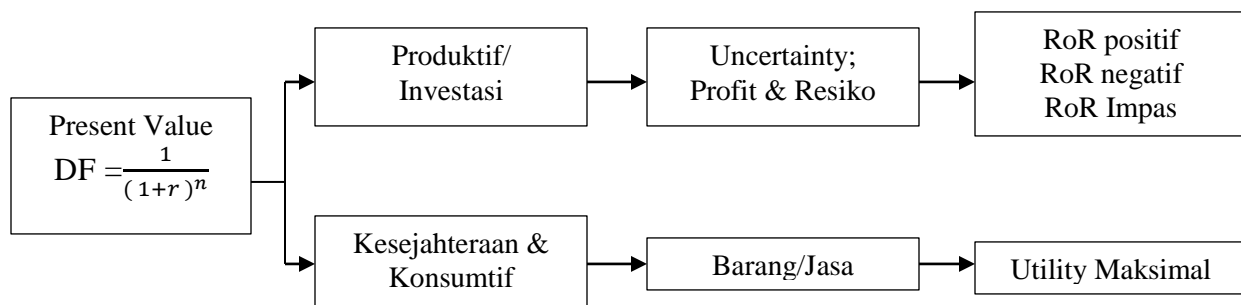 Present Value
DF = \frac{1}{(1+r)^n}
Produktif/
Investasi
Uncertainty;
Profit & Resiko
RoR positif
RoR negatif
RoR Impas
Kesejahteraan &
Konsumtif
Barang/Jasa
Utility Maksimal